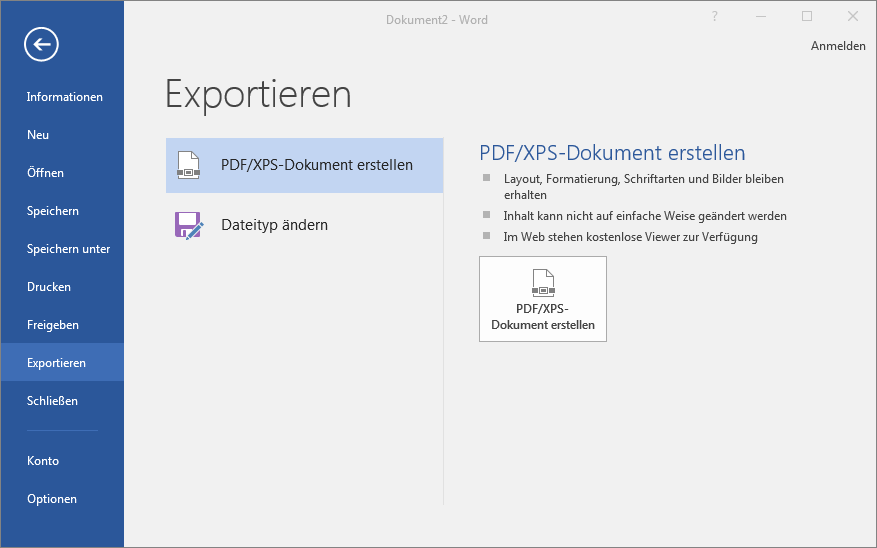 Dokument2 - Word
?
Anmelden
Informationen
Neu
Öffnen
Speichern
Speichern unter
Drucken
Freigeben
Exportieren
Schließen
Konto
Optionen
Exportieren
PDF/XPS-Dokument erstellen
Dateityp ändern
PDF/XPS-Dokument erstellen
Layout, Formatierung, Schriftarten und Bilder bleiben
erhalten
Inhalt kann nicht auf einfache Weise geändert werden
Im Web stehen kostenlose Viewer zur Verfügung
PDF/XPS-
Dokument erstellen